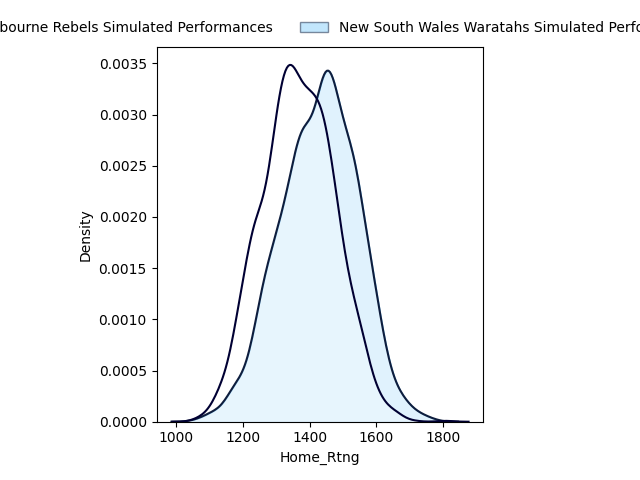 bourne Rebels Simulated Performances New South Wales Waratahs Simulated Perfo
0.0035
0.0030
0.0025
0.0020
0.0015
0.0010
0.0005
0.0000
Density
1000 1200 1400 1600 1800
Home_Rtng